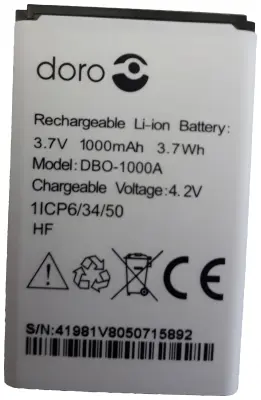 doro
Rechargeable Li-ion Battery:
3.7V 1000mAh 3.7Wh
Model:DBO-1000A
Chargeable Voltage:4.2V
1ICP6/34/50
HF
CE
S/N:41981V8050715892